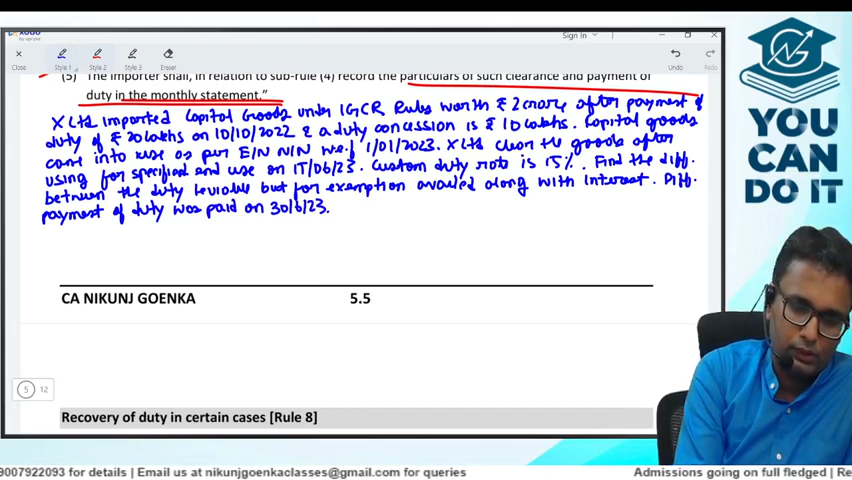 Sign In
Close
Style 1
Style 2
Style 3
Eraser
Undo
Redo
(5) The importer shall, in relation to sub-rule (4) record the particulars of such clearance and payment of
duty in the monthly statement."
X Ltd imported Capital Goods under IGCR Rules worth ₹ 2 crore after payment of
duty of ₹ 20 lakhs on 10/10/2022 & a duty concession is ₹ 10 lakhs. Capital goods
came into use as per E/N N/N w.e.f 1/01/2023. X Ltd clear the goods after
using for specified end use on 15/06/23. Custom duty rate is 15%. Find the diff.
between the duty leviable but for exemption availed along with interest. Diff.
payment of duty was paid on 30/6/23.
CA NIKUNJ GOENKA 5.5
5 12
Recovery of duty in certain cases [Rule 8]
YOU
CAN
DO IT
9007922093 for details | Email us at nikunjgoenkaclasses@gmail.com for queries
Admissions going on full fledged | Re